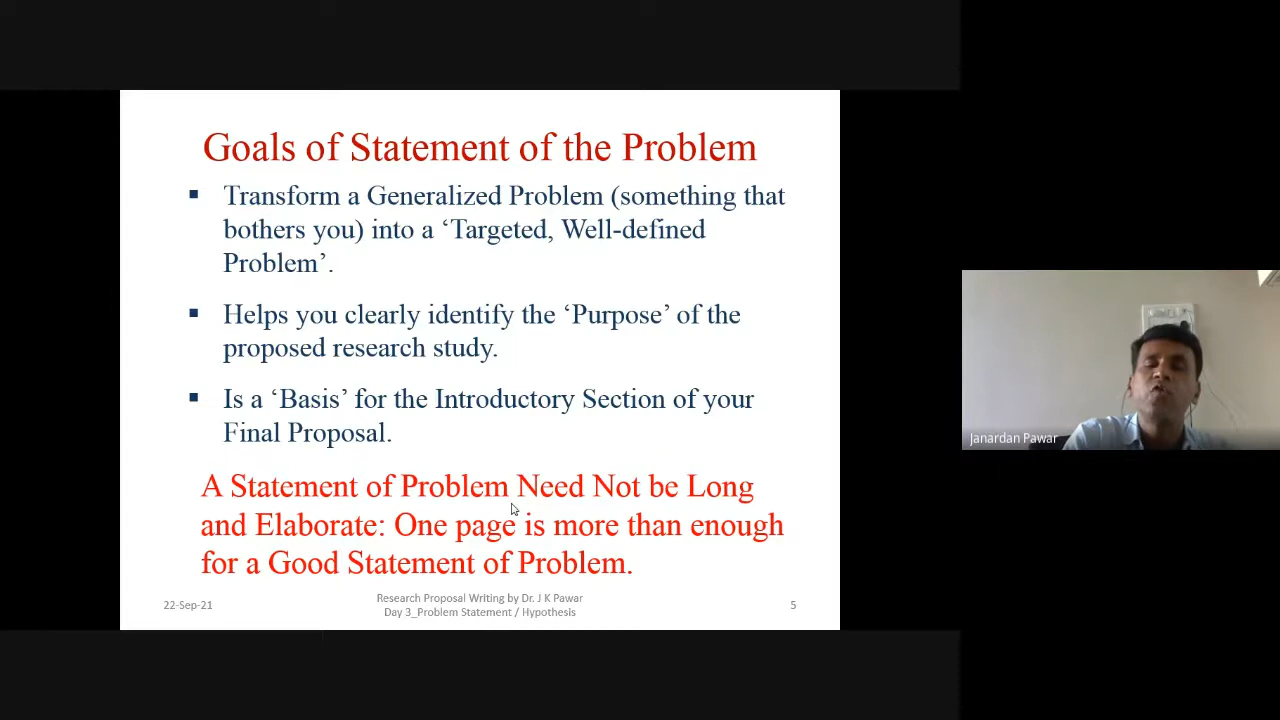 Goals of Statement of the Problem
▪ Transform a Generalized Problem (something that
bothers you) into a ‘Targeted, Well-defined
Problem’.
▪ Helps you clearly identify the ‘Purpose’ of the
proposed research study.
▪ Is a ‘Basis’ for the Introductory Section of your
Final Proposal.
A Statement of Problem Need Not be Long
and Elaborate: One page is more than enough
for a Good Statement of Problem.
22-Sep-21
Research Proposal Writing by Dr. J K Pawar
Day 3_Problem Statement / Hypothesis
5
Janardan Pawar